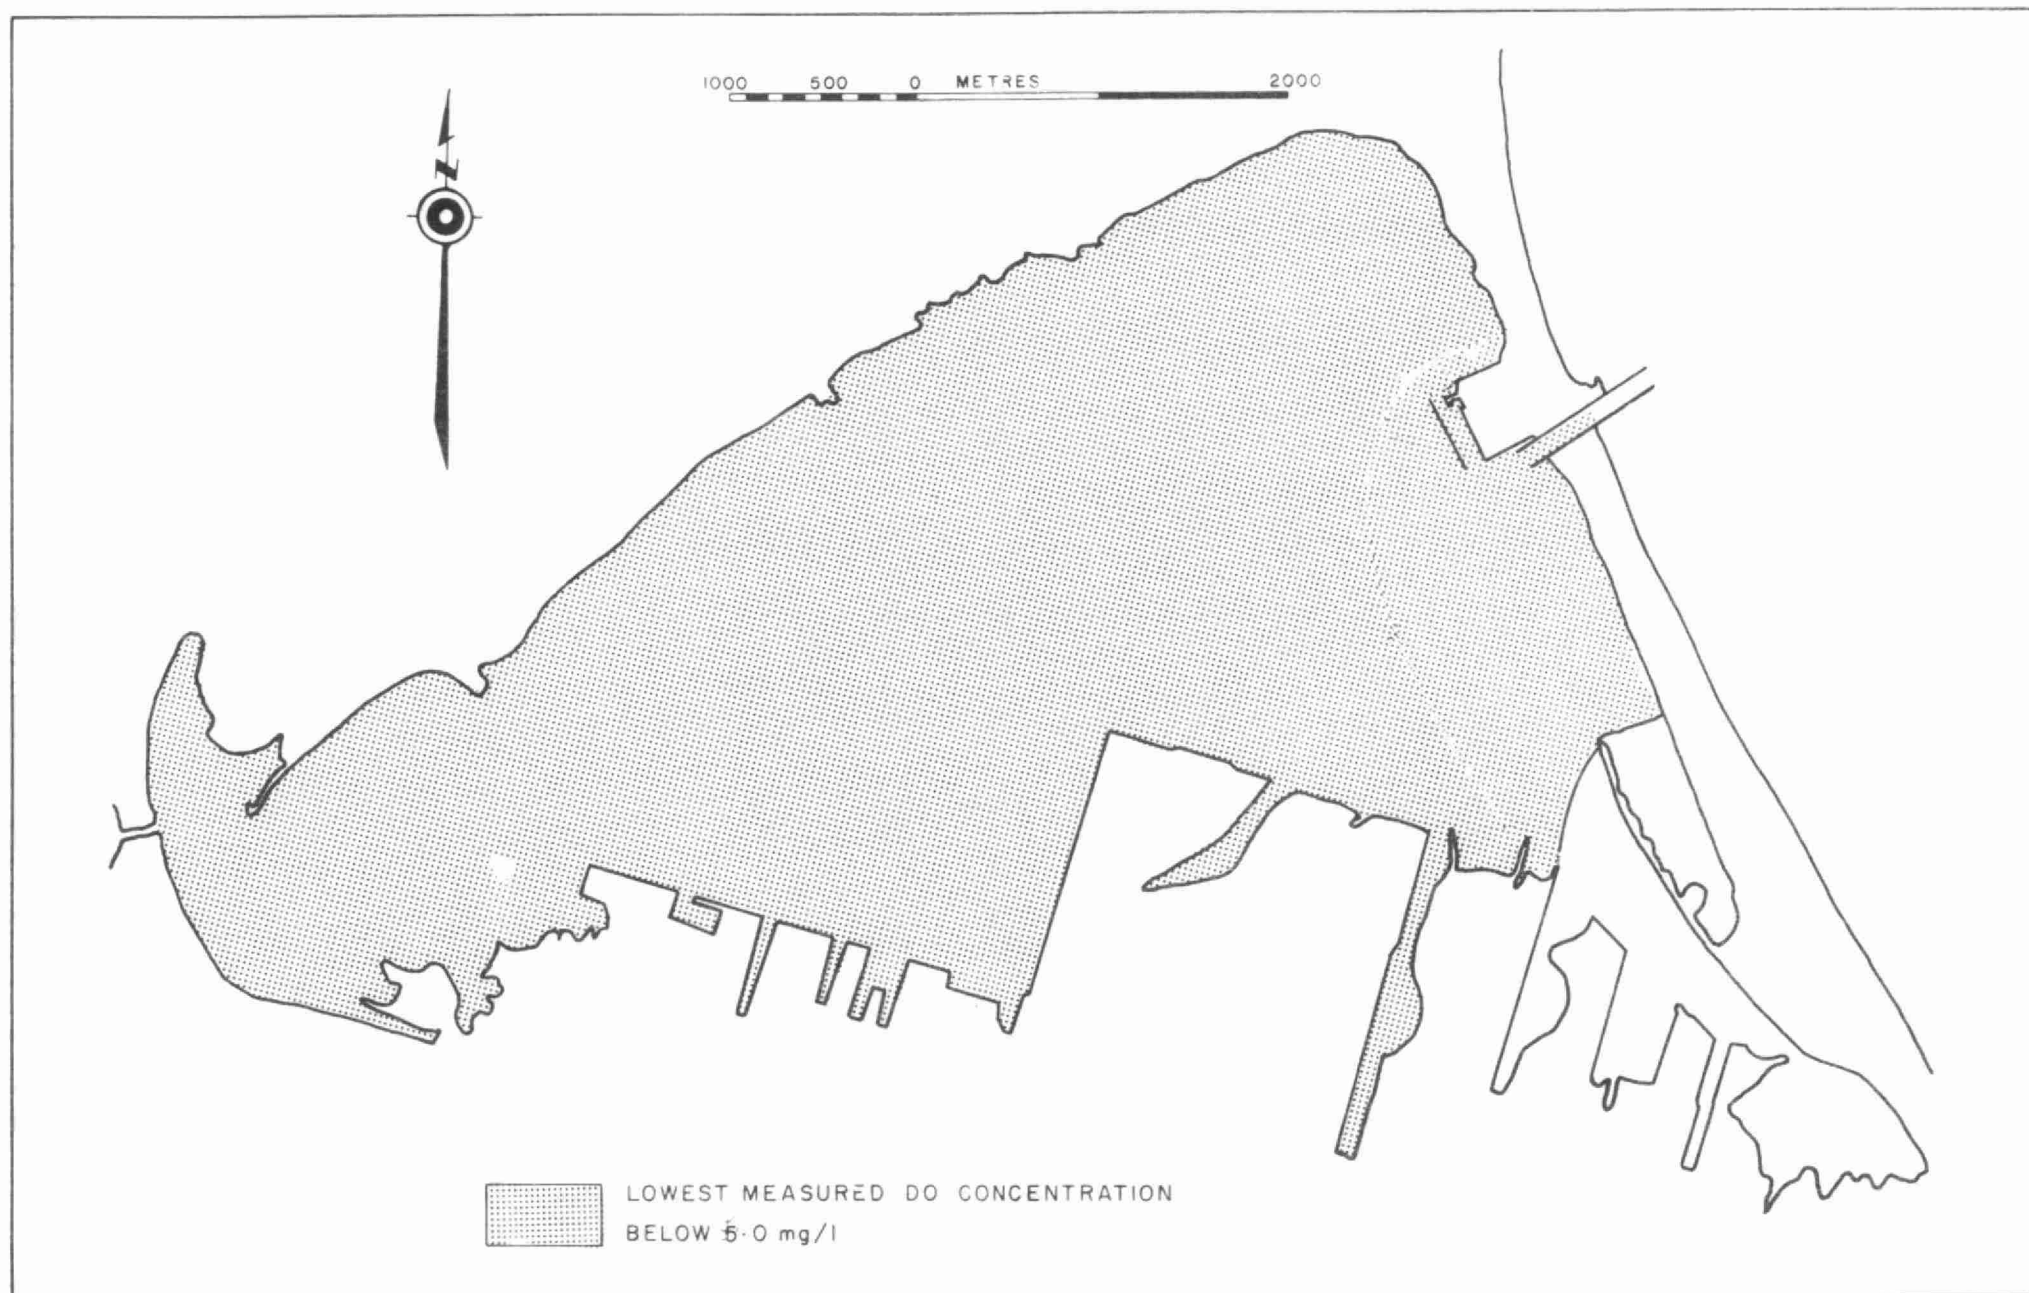 1000 500 0 METRES 2000
N
LOWEST MEASURED DO CONCENTRATION
BELOW 5.0 mg/l